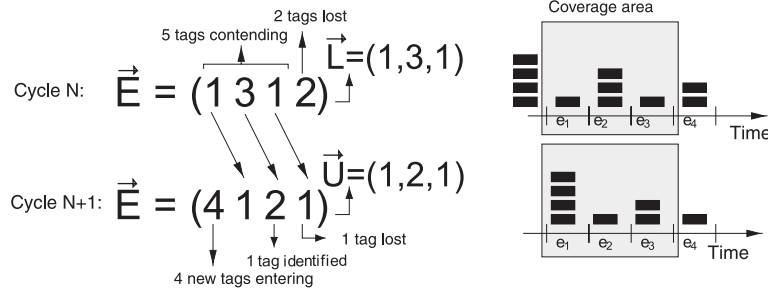 2 tags lost
5 tags contending
L=(1,3,1)
Cycle N: E = (1 3 1 2)
U=(1,2,1)
Cycle N+1: E = (4 1 2 1)
1 tag lost
1 tag identified
4 new tags entering
Coverage area
e1 e2 e3 e4 Time
e1 e2 e3 e4 Time